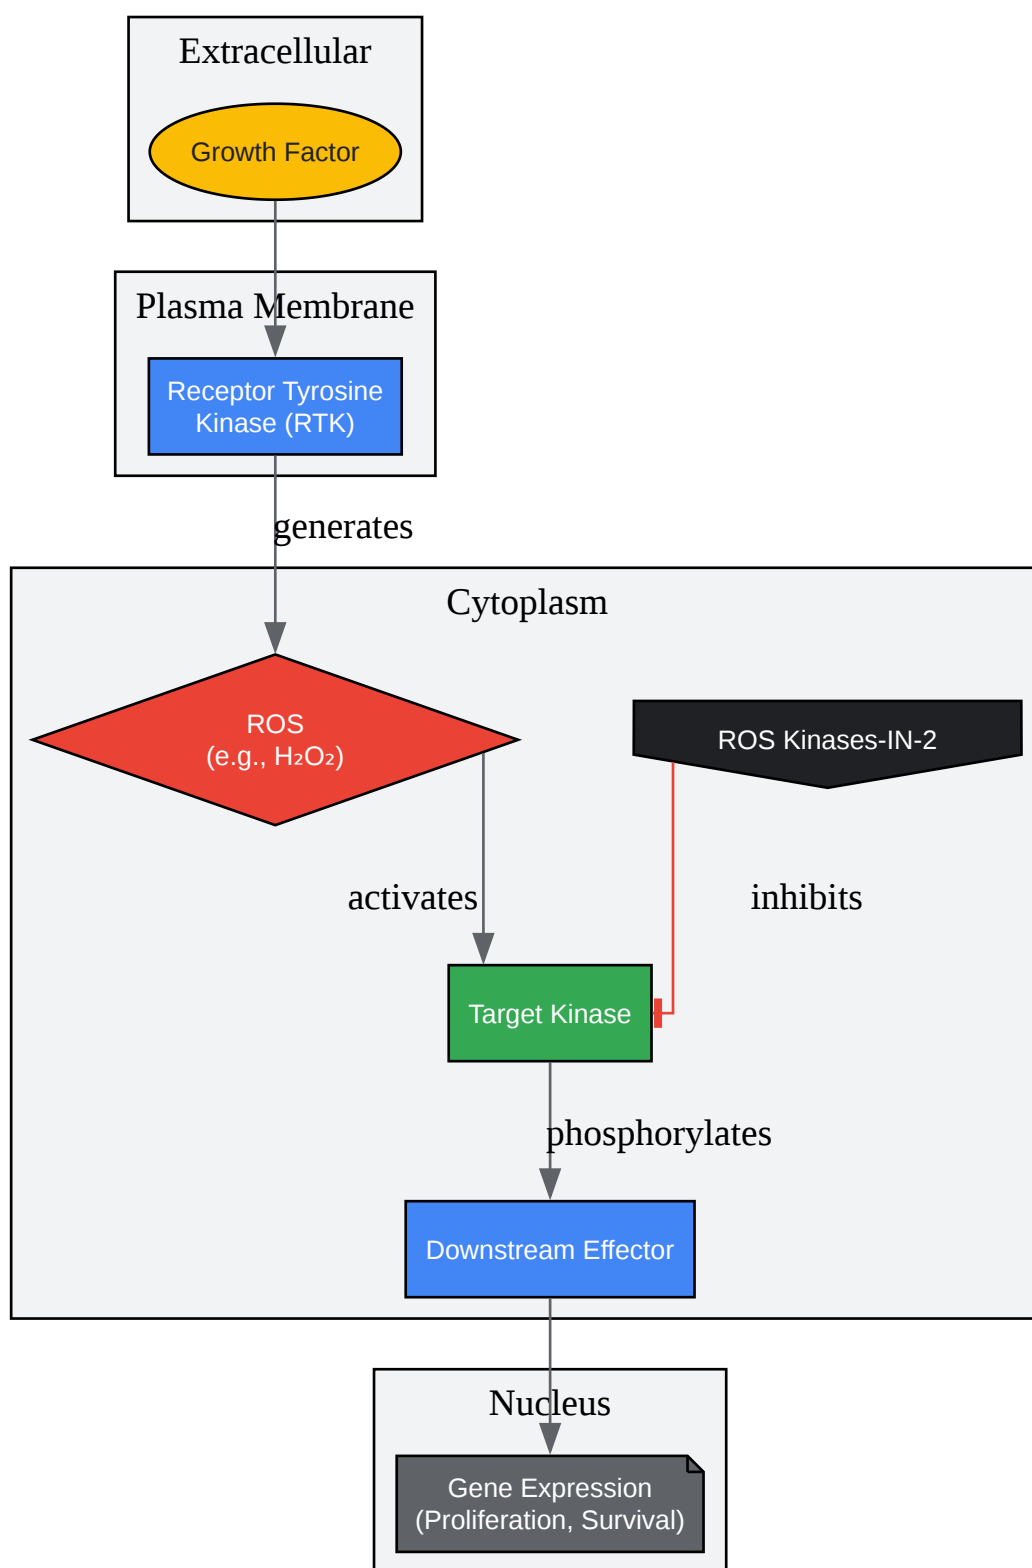 Extracellular
Growth Factor
Plasma Membrane
Receptor Tyrosine
Kinase (RTK)
generates
Cytoplasm
ROS
(e.g., H₂O₂)
ROS Kinases-IN-2
activates
inhibits
Target Kinase
phosphorylates
Downstream Effector
Nucleus
Gene Expression
(Proliferation, Survival)